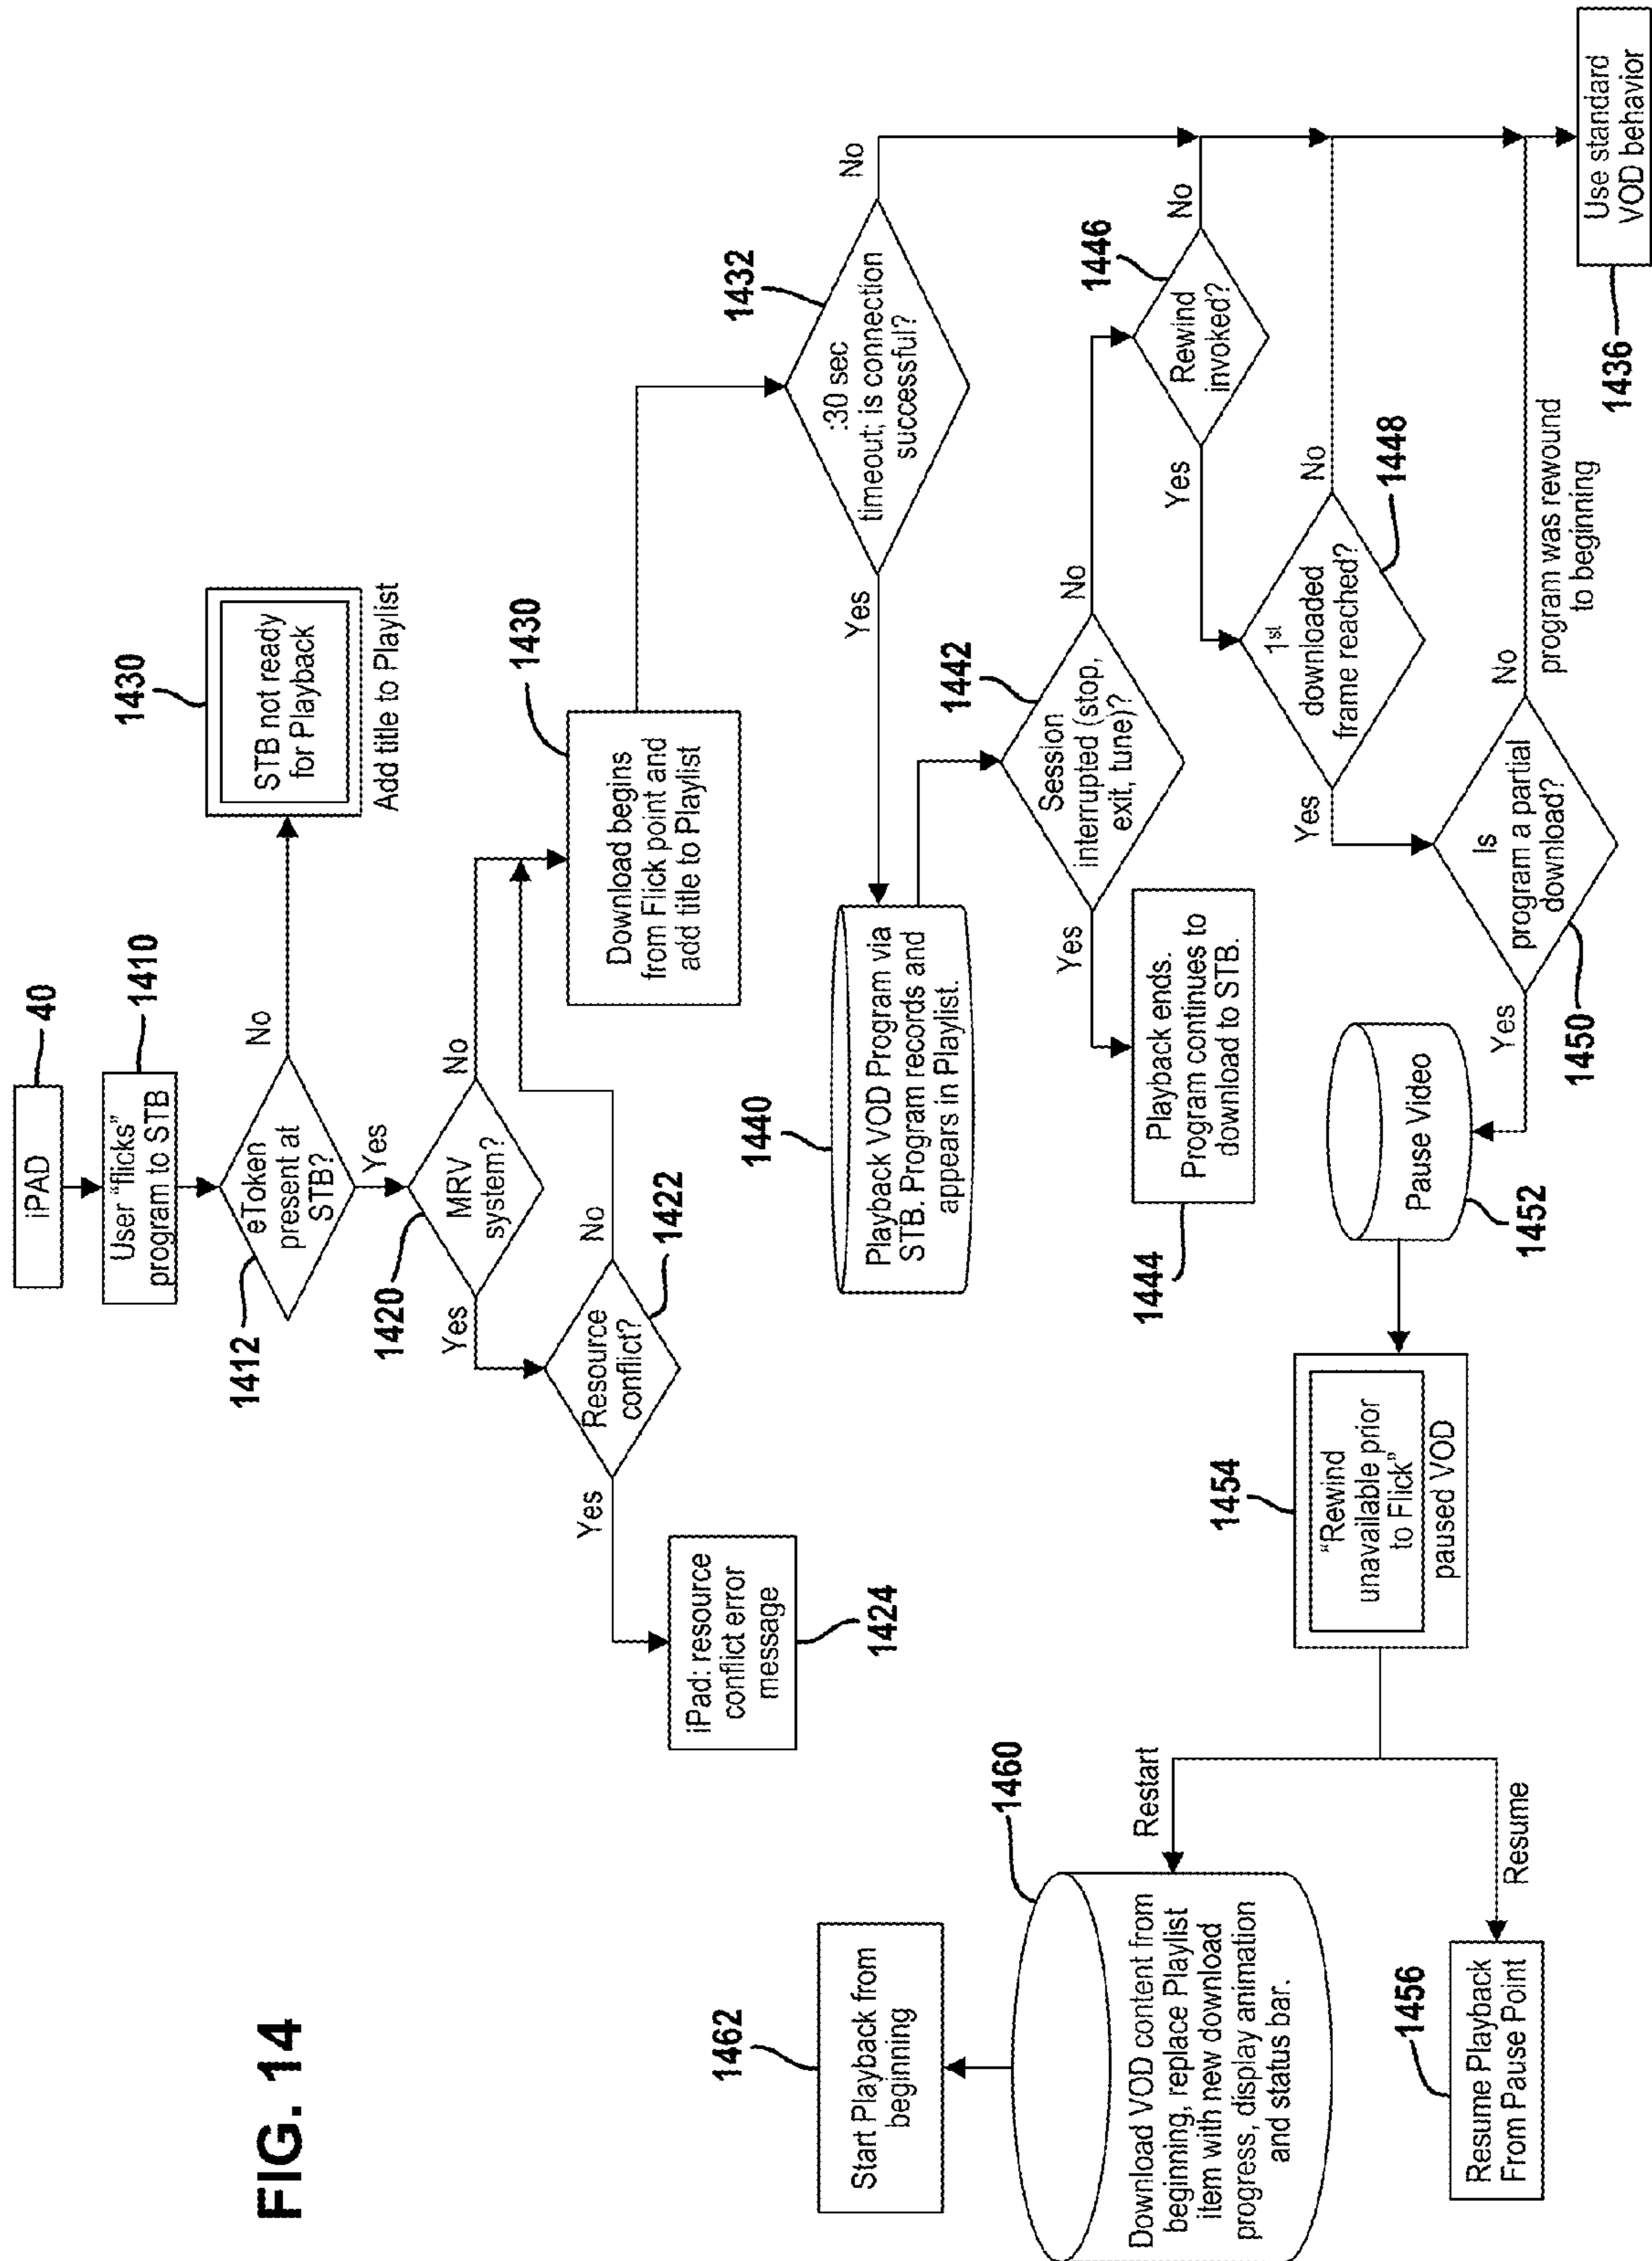 FIG. 14
iPAD
40
User “flicks”
program to STB
1410
eToken
present at
STB?
1412
No
Yes
STB not ready
for Playback
Add title to Playlist
1430
MRV
system?
1420
Yes
No
Resource
conflict?
1422
Yes
No
iPad: resource
conflict error
message
1424
Download begins
from Flick point and
add title to Playlist
1430
:30 sec
timeout; is connection
successful?
1432
Yes
No
Playback VOD Program via
STB. Program records and
appears in Playlist.
1440
Session
interrupted (stop,
exit, tune)?
1442
Yes
No
Playback ends.
Program continues to
download to STB.
1444
Rewind
invoked?
1446
Yes
No
1st
downloaded
frame reached?
1448
Yes
No
Is
program a partial
download?
1450
Yes
No
program was rewound
to beginning
Use standard
VOD behavior
1436
Pause Video
1452
“Rewind
unavailable prior
to Flick”
paused VOD
1454
Restart
Resume
Download VOD content from
beginning, replace Playlist
item with new download
progress, display animation
and status bar.
1460
Start Playback from
beginning
1462
Resume Playback
From Pause Point
1456